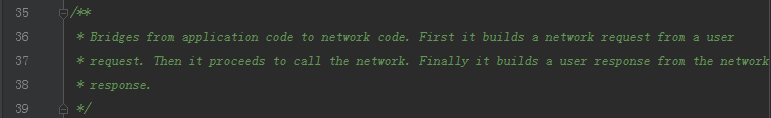 35 /**
36 * Bridges from application code to network code. First it builds a network request from a user
37 * request. Then it proceeds to call the network. Finally it builds a user response from the network
38 * response.
39 */